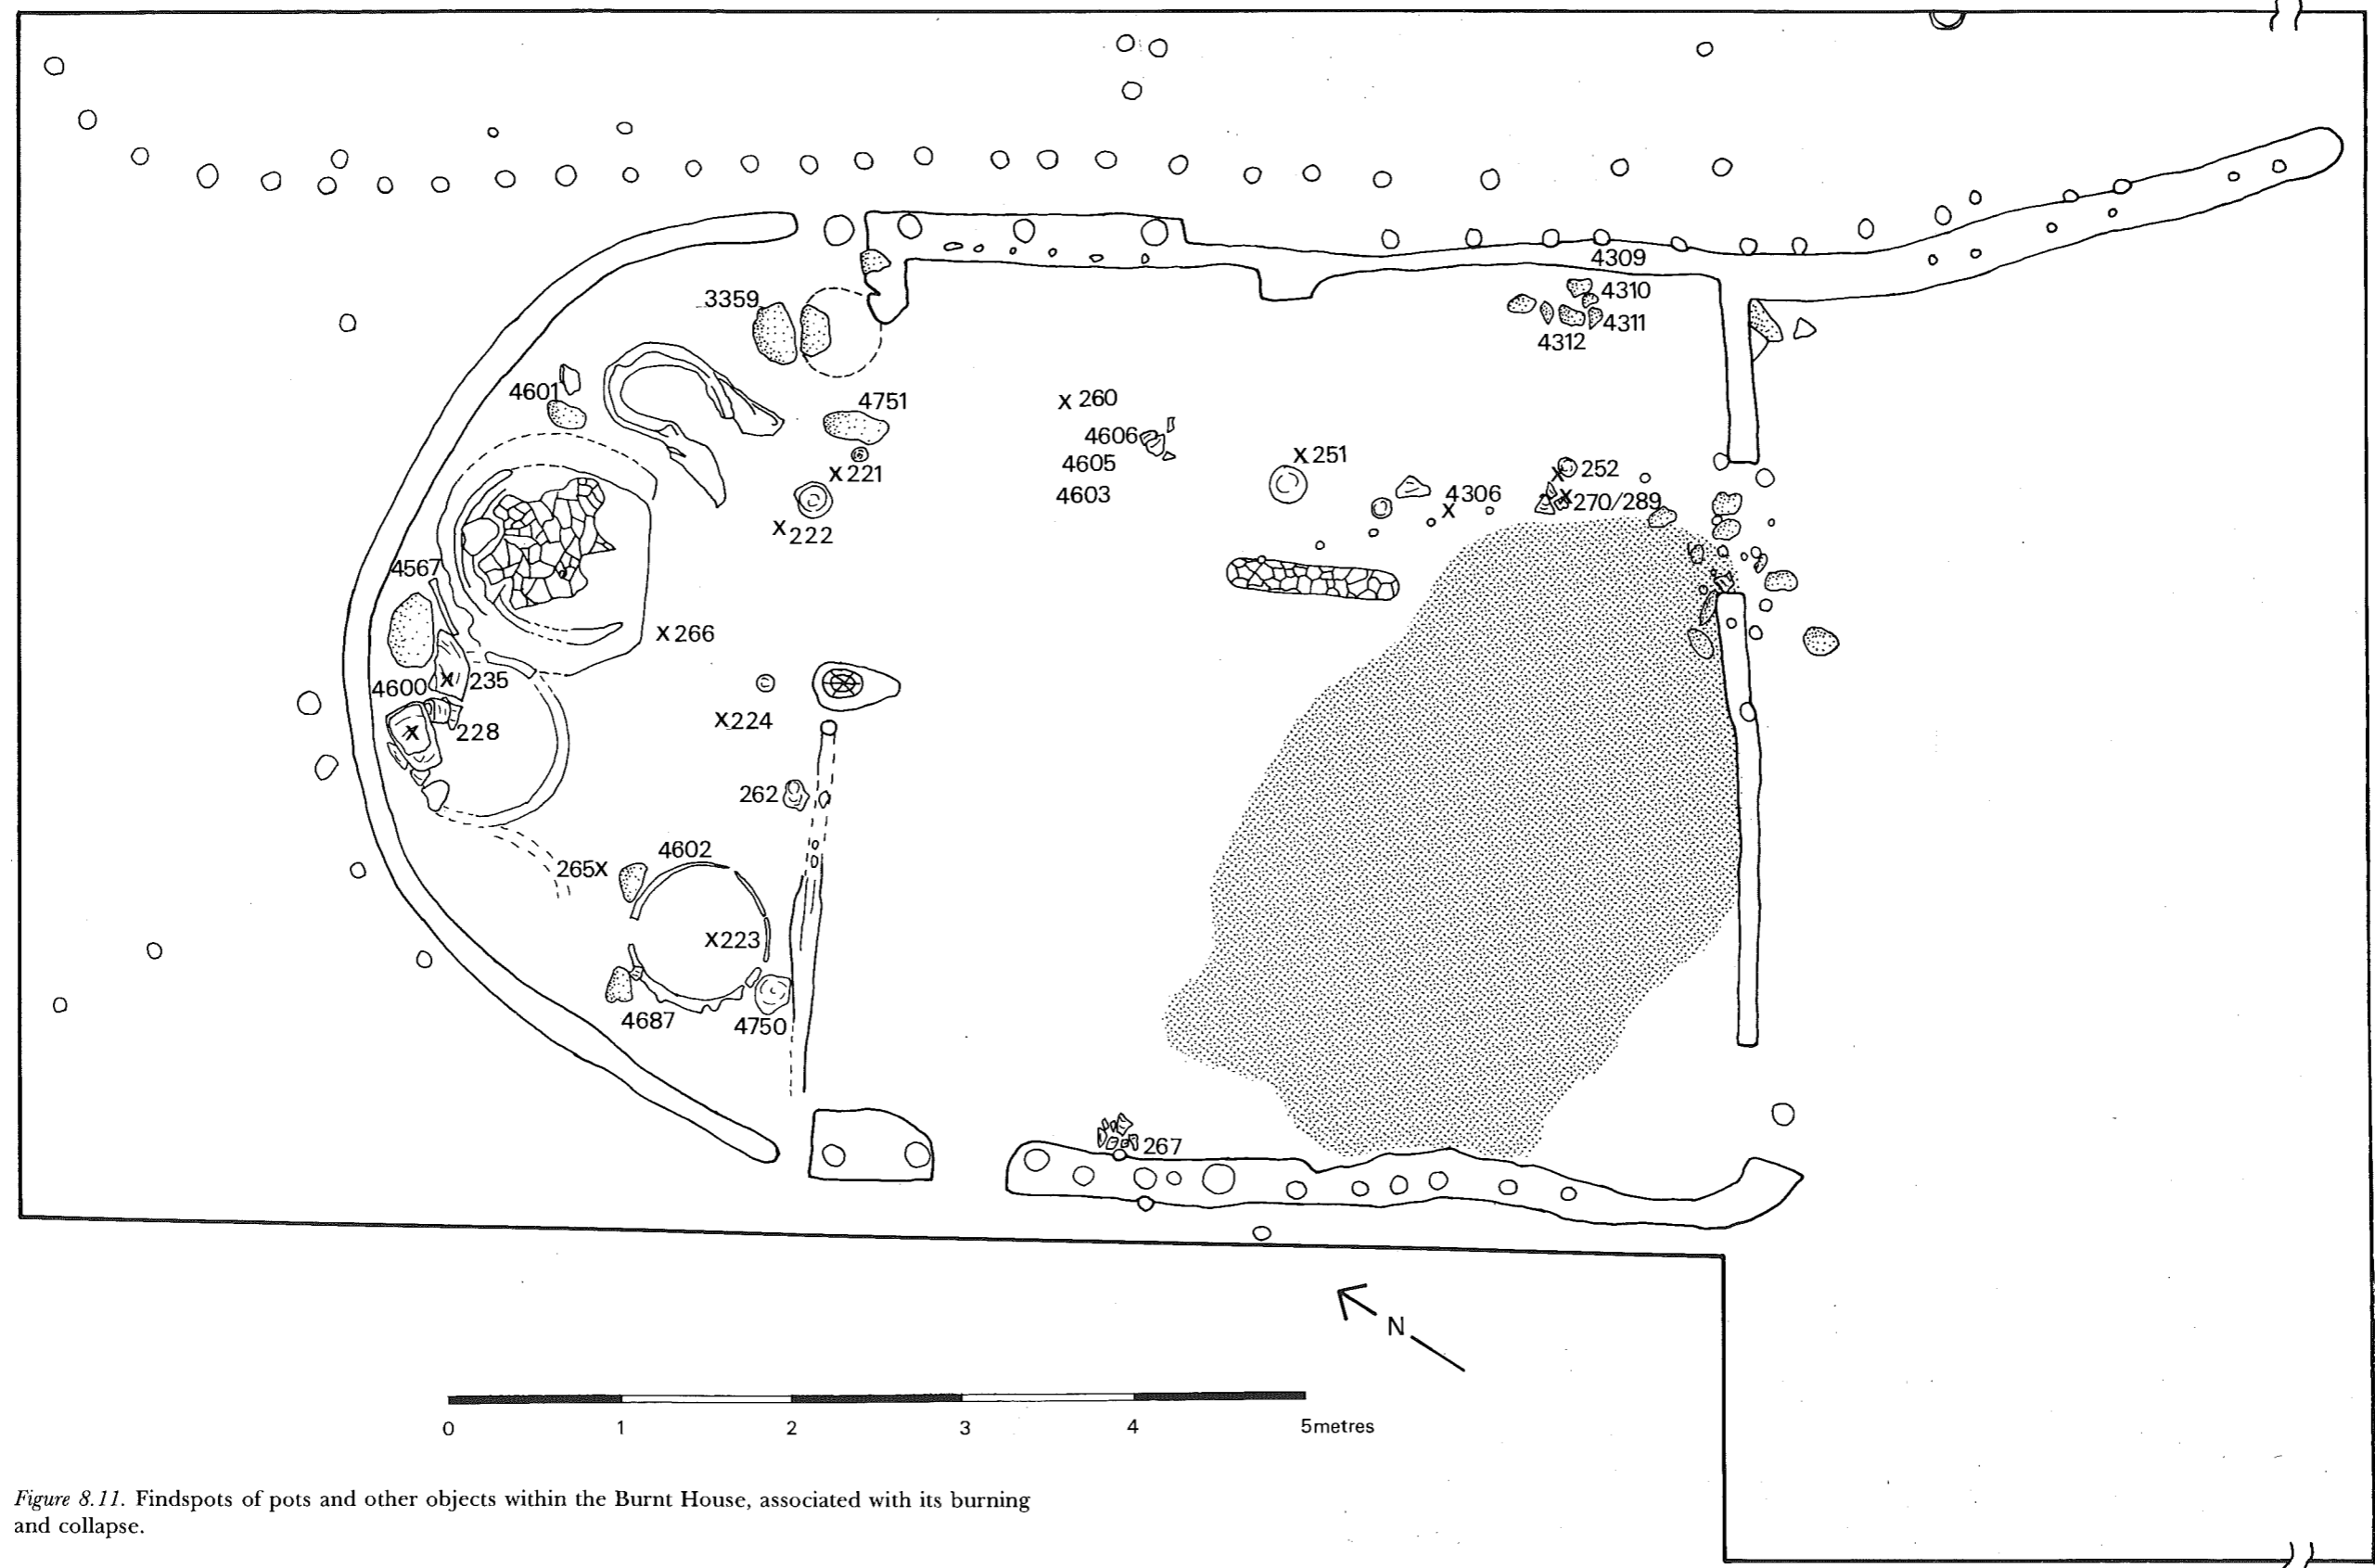 4309
3359
4310
4311
4312
4601
4751
x 260
4606
x 251
4605
x 221
252
4603
4306
x
x 270/289
x 222
4567
x 266
4600 x 235
x 224
x 228
262
4602
265x
x 223
4687
4750
267
N
0 1 2 3 4 5metres
Figure 8.11. Findspots of pots and other objects within the Burnt House, associated with its burning
and collapse.